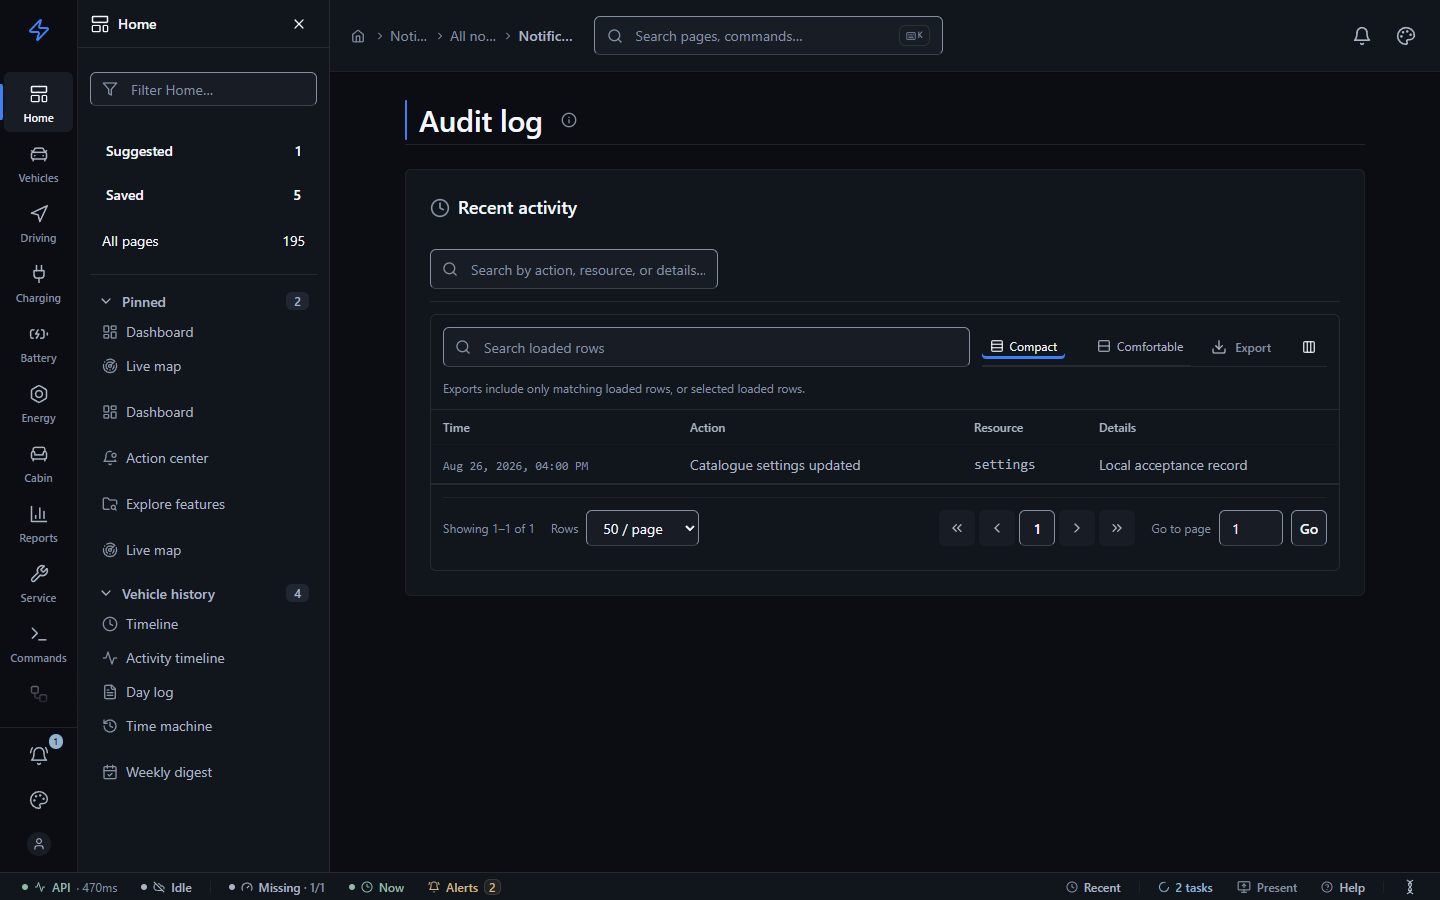 Home
Noti...
All no...
Notific...
Search pages, commands...
K
Home
Vehicles
Driving
Charging
Battery
Energy
Cabin
Reports
Service
Commands
1
Filter Home...
Suggested 1
Saved 5
All pages 195
Pinned 2
Dashboard
Live map
Dashboard
Action center
Explore features
Live map
Vehicle history 4
Timeline
Activity timeline
Day log
Time machine
Weekly digest
Audit log
Recent activity
Search by action, resource, or details...
Search loaded rows
Compact
Comfortable
Export
Exports include only matching loaded rows, or selected loaded rows.
Time Action Resource Details
Aug 26, 2026, 04:00 PM Catalogue settings updated settings Local acceptance record
Showing 1–1 of 1 Rows 50 / page 1 Go to page 1 Go
API · 470ms Idle Missing · 1/1 Now Alerts 2 Recent 2 tasks Present Help